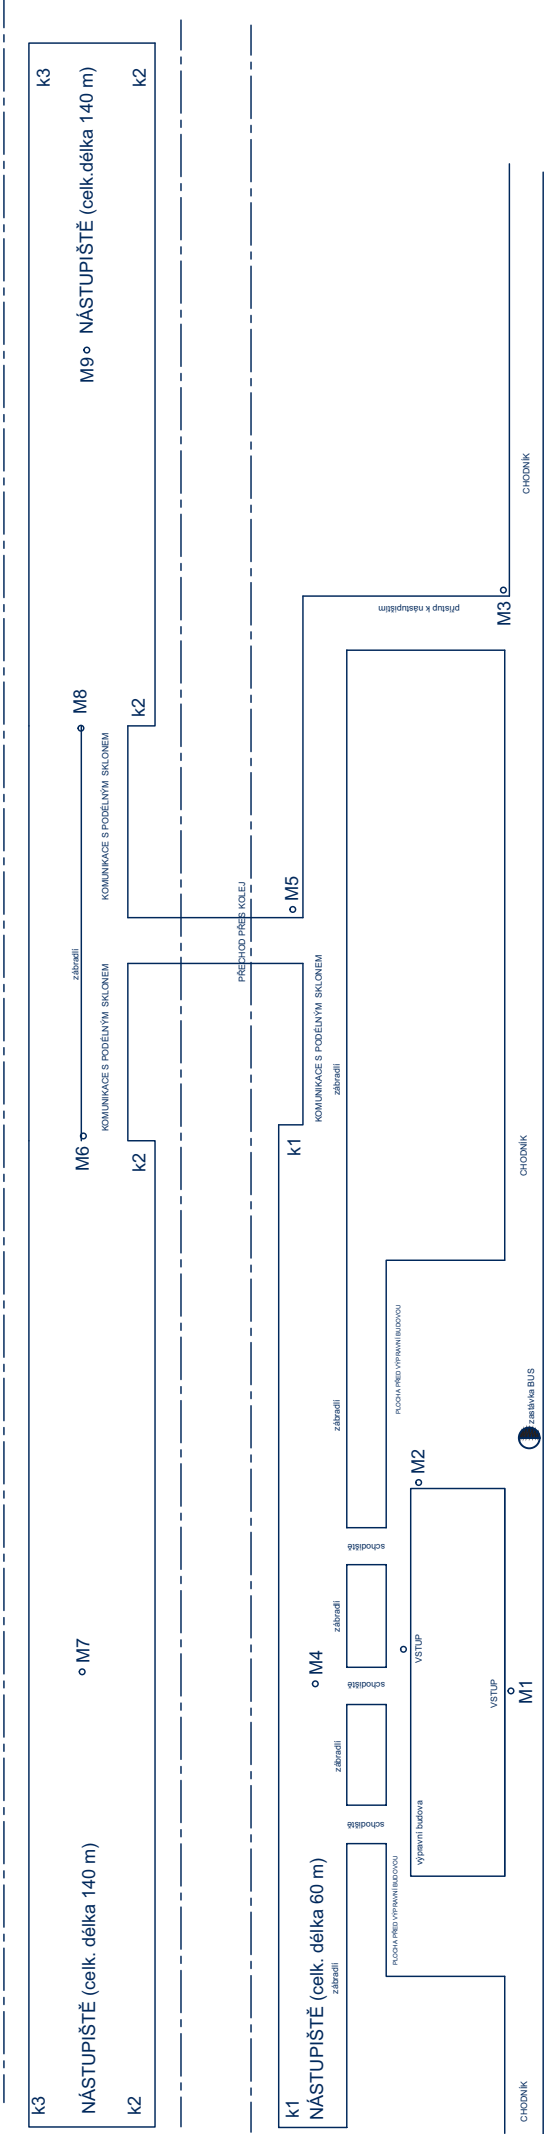 k3
k2
NÁSTUPIŠTĚ (celk.délka 140 m)
M9
CHODNÍK
přístup k nástupištím
M3
M8
k2
KOMUNIKACE S PODÉLNÝM SKLONEM
zábradlí
M5
PŘECHOD PŘES KOLEJ
KOMUNIKACE S PODÉLNÝM SKLONEM
KOMUNIKACE S PODÉLNÝM SKLONEM
zábradlí
M6
k2
k1
CHODNÍK
PLOCHA PŘED VÝPRAVNÍ BUDOVOU
zábradlí
zastávka BUS
M2
schodiště
zábradlí
VSTUP
M7
M4
schodiště
VSTUP
M1
zábradlí
schodiště
výpravní budova
PLOCHA PŘED VÝPRAVNÍ BUDOVOU
NÁSTUPIŠTĚ (celk. délka 140 m)
NÁSTUPIŠTĚ (celk. délka 60 m)
zábradlí
k3
k2
k1
CHODNÍK